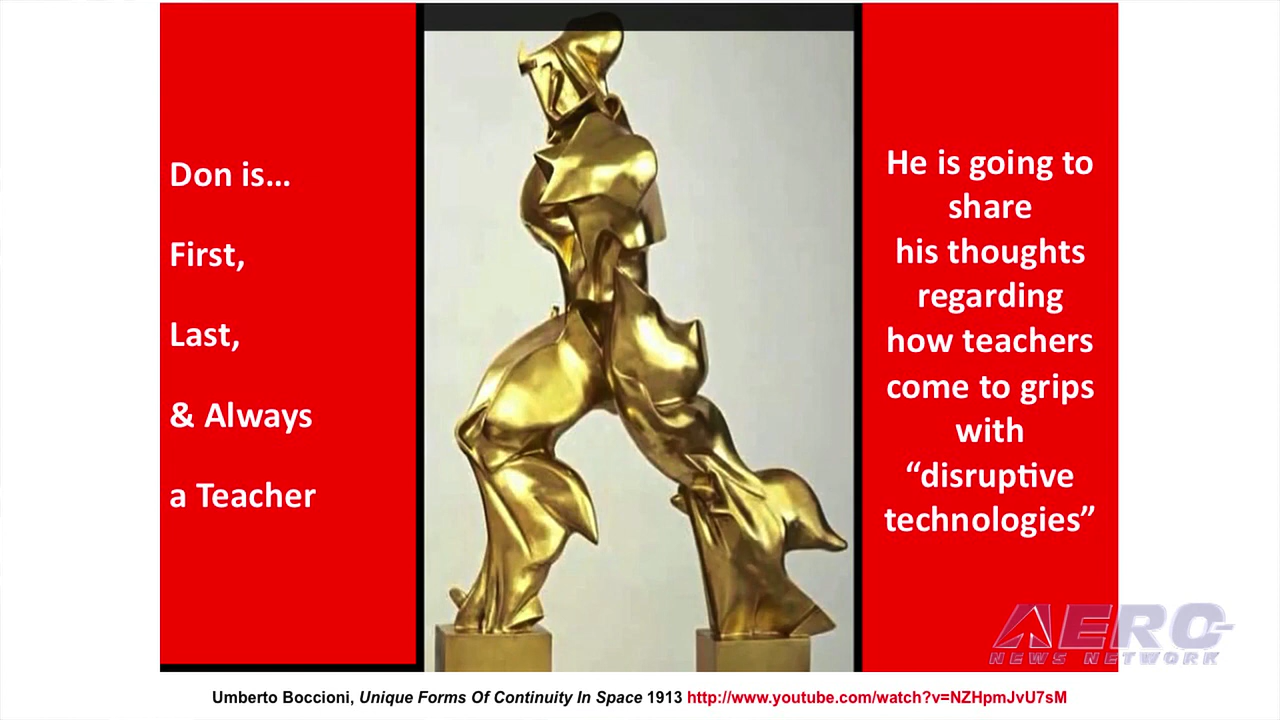 Don is…
First,
Last,
& Always
a Teacher
He is going to
share
his thoughts
regarding
how teachers
come to grips
with
“disruptive
technologies”
AERO
NEWS NETWORK
Umberto Boccioni, Unique Forms Of Continuity In Space 1913 http://www.youtube.com/watch?v=NZHpmJvU7sM